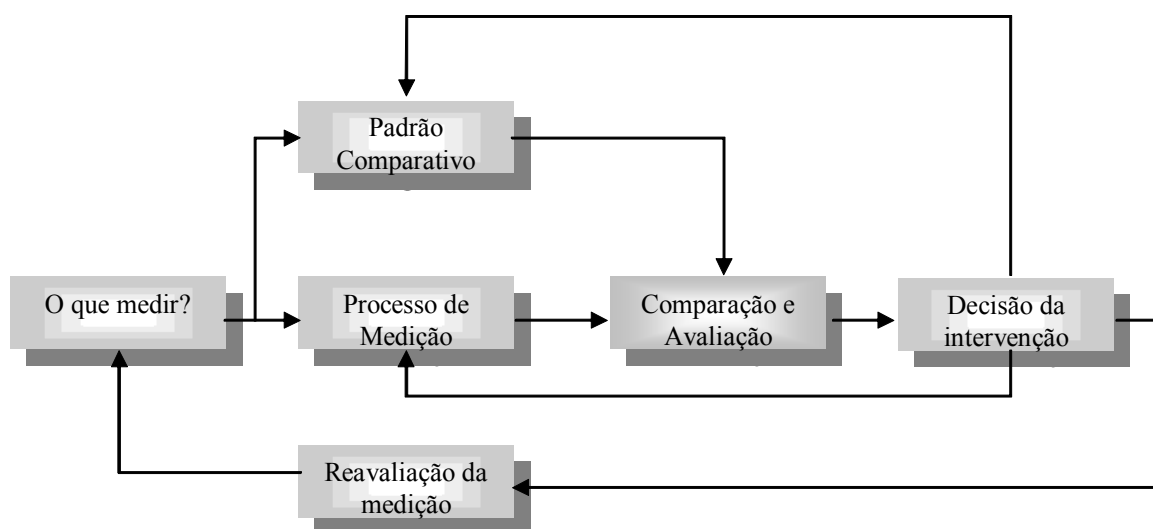 Padrão
Comparativo
O que medir?
Processo de
Medição
Comparação e
Avaliação
Decisão da
intervenção
Reavaliação da
medição